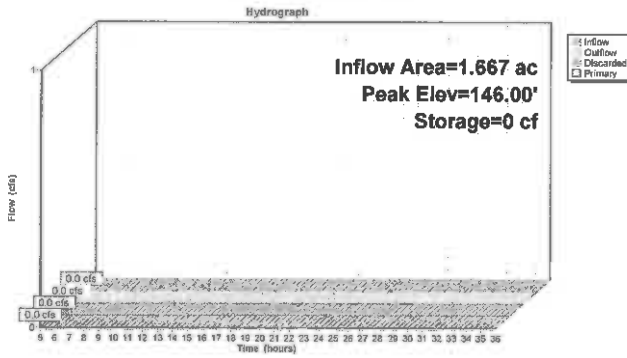 Hydrograph
Inflow
Outflow
Discarded
Primary
1
Inflow Area=1.667 ac
Peak Elev=146.00'
Storage=0 cf
Flow (cfs)
0.0 cfs
0.0 cfs
0.0 cfs
0.0 cfs
0
5 6 7 8 9 10 11 12 13 14 15 16 17 18 19 20 21 22 23 24 25 26 27 28 29 30 31 32 33 34 35 36
Time (hours)